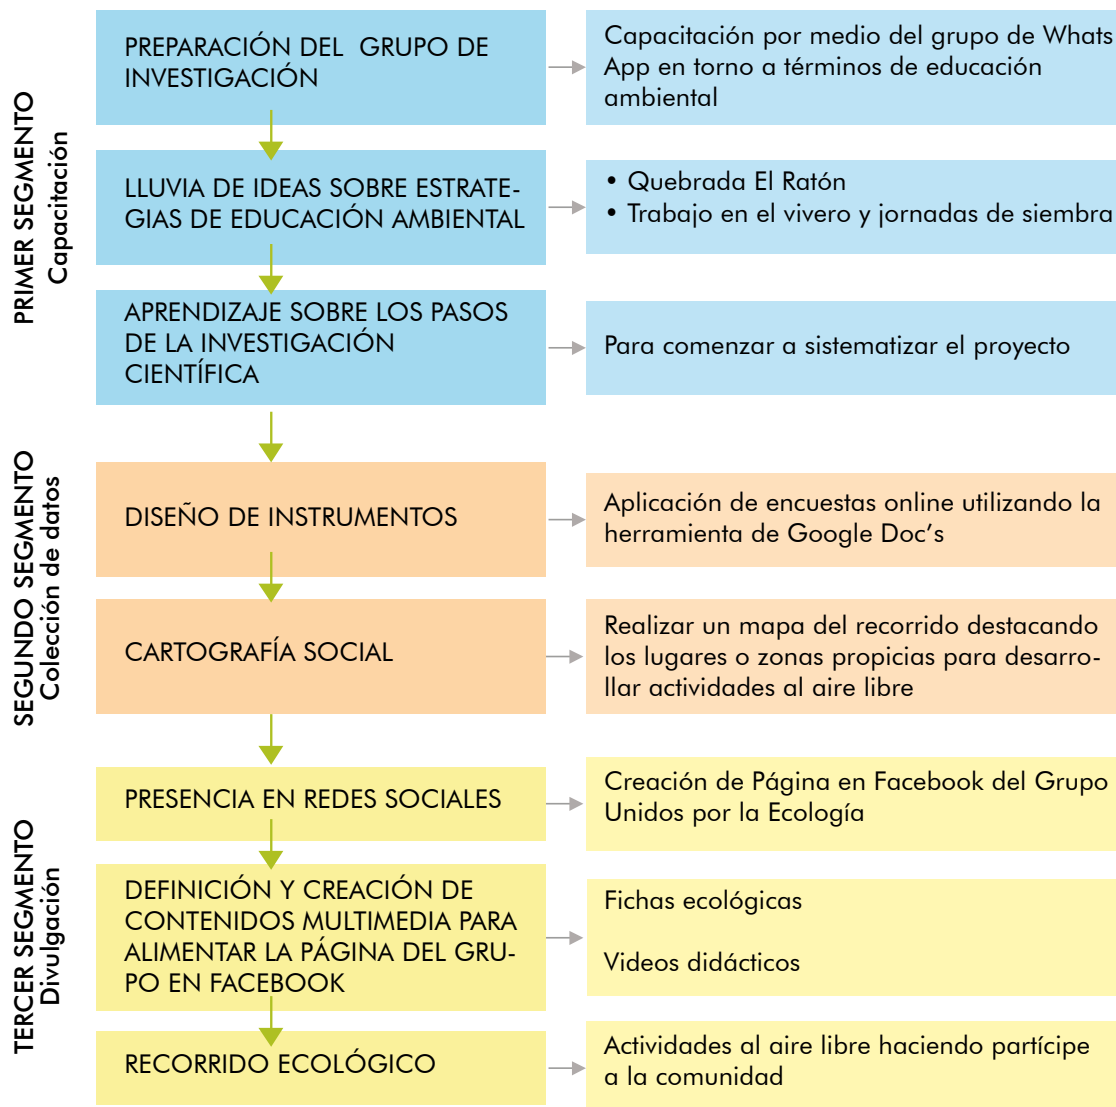 PRIMER SEGMENTO
Capacitación
PREPARACIÓN DEL GRUPO DE
INVESTIGACIÓN
Capacitación por medio del grupo de Whats
App en torno a términos de educación
ambiental
LLUVIA DE IDEAS SOBRE ESTRATE-
GIAS DE EDUCACIÓN AMBIENTAL
• Quebrada El Ratón
• Trabajo en el vivero y jornadas de siembra
APRENDIZAJE SOBRE LOS PASOS
DE LA INVESTIGACIÓN
CIENTÍFICA
Para comenzar a sistematizar el proyecto
SEGUNDO SEGMENTO
Colección de datos
DISEÑO DE INSTRUMENTOS
Aplicación de encuestas online utilizando la
herramienta de Google Doc’s
CARTOGRAFÍA SOCIAL
Realizar un mapa del recorrido destacando
los lugares o zonas propicias para desarro-
llar actividades al aire libre
TERCER SEGMENTO
Divulgación
PRESENCIA EN REDES SOCIALES
Creación de Página en Facebook del Grupo
Unidos por la Ecología
DEFINICIÓN Y CREACIÓN DE
CONTENIDOS MULTIMEDIA PARA
ALIMENTAR LA PÁGINA DEL GRU-
PO EN FACEBOOK
Fichas ecológicas
Videos didácticos
RECORRIDO ECOLÓGICO
Actividades al aire libre haciendo partícipe
a la comunidad